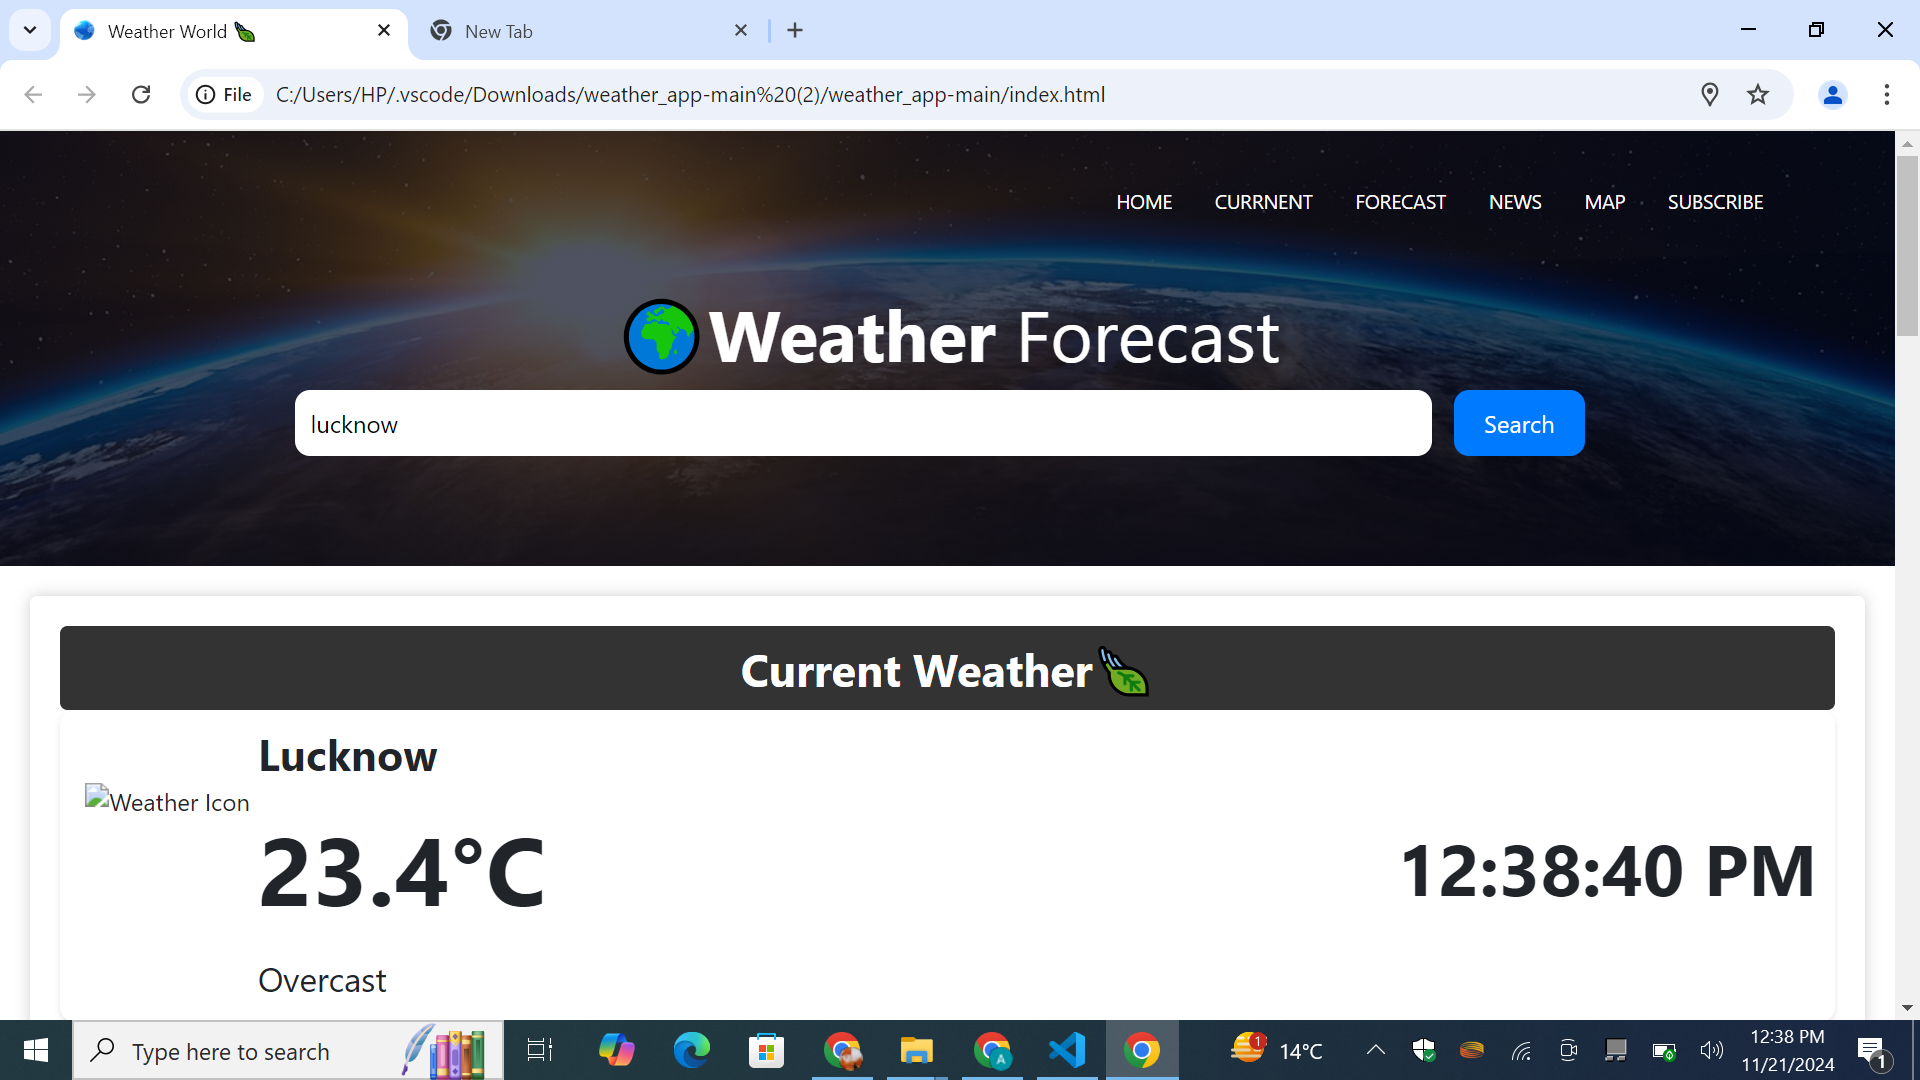 Weather World
New Tab
File
C:/Users/HP/.vscode/Downloads/weather_app-main%20(2)/weather_app-main/index.html
HOME CURRNENT FORECAST NEWS MAP SUBSCRIBE
Weather Forecast
lucknow
Search
Current Weather
Lucknow
Weather Icon
23.4°C
12:38:40 PM
Overcast
Type here to search
A
1
14°C
12:38 PM
11/21/2024
1